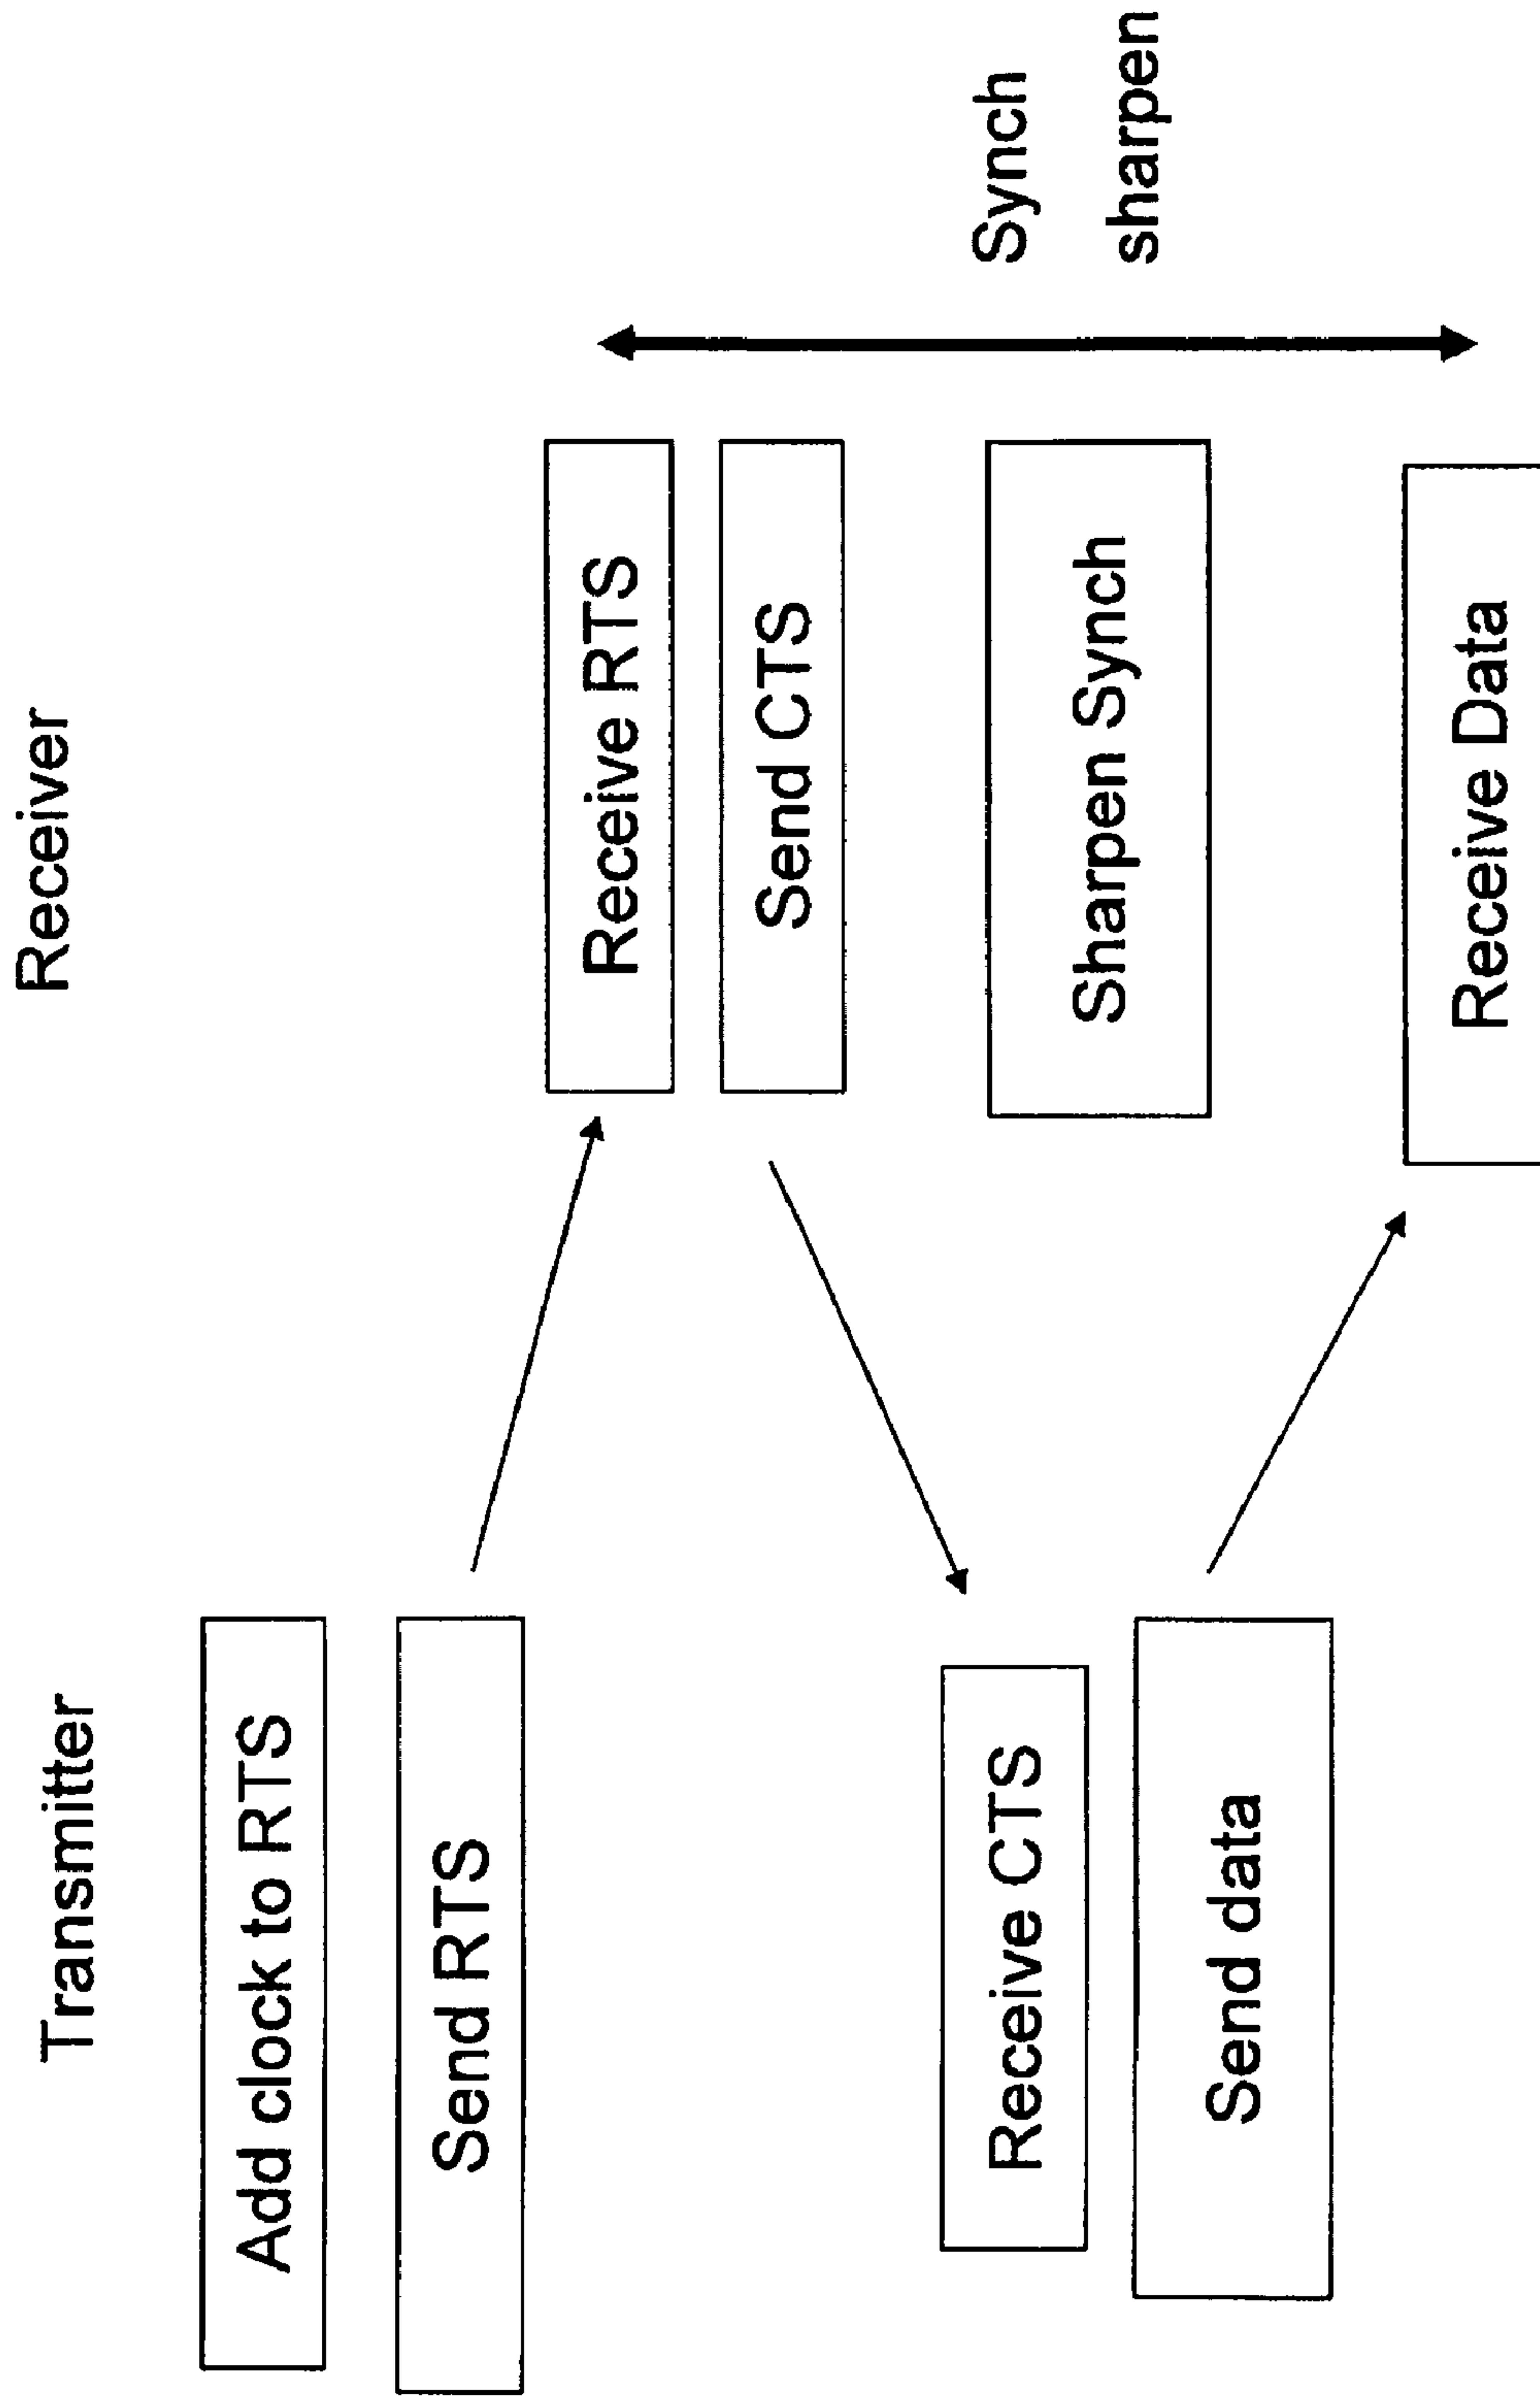 Transmitter
Receiver
Add clock to RTS
Send RTS
Receive RTS
Send CTS
Receive CTS
Sharpen Synch
Send data
Receive Data
Synch
sharpen